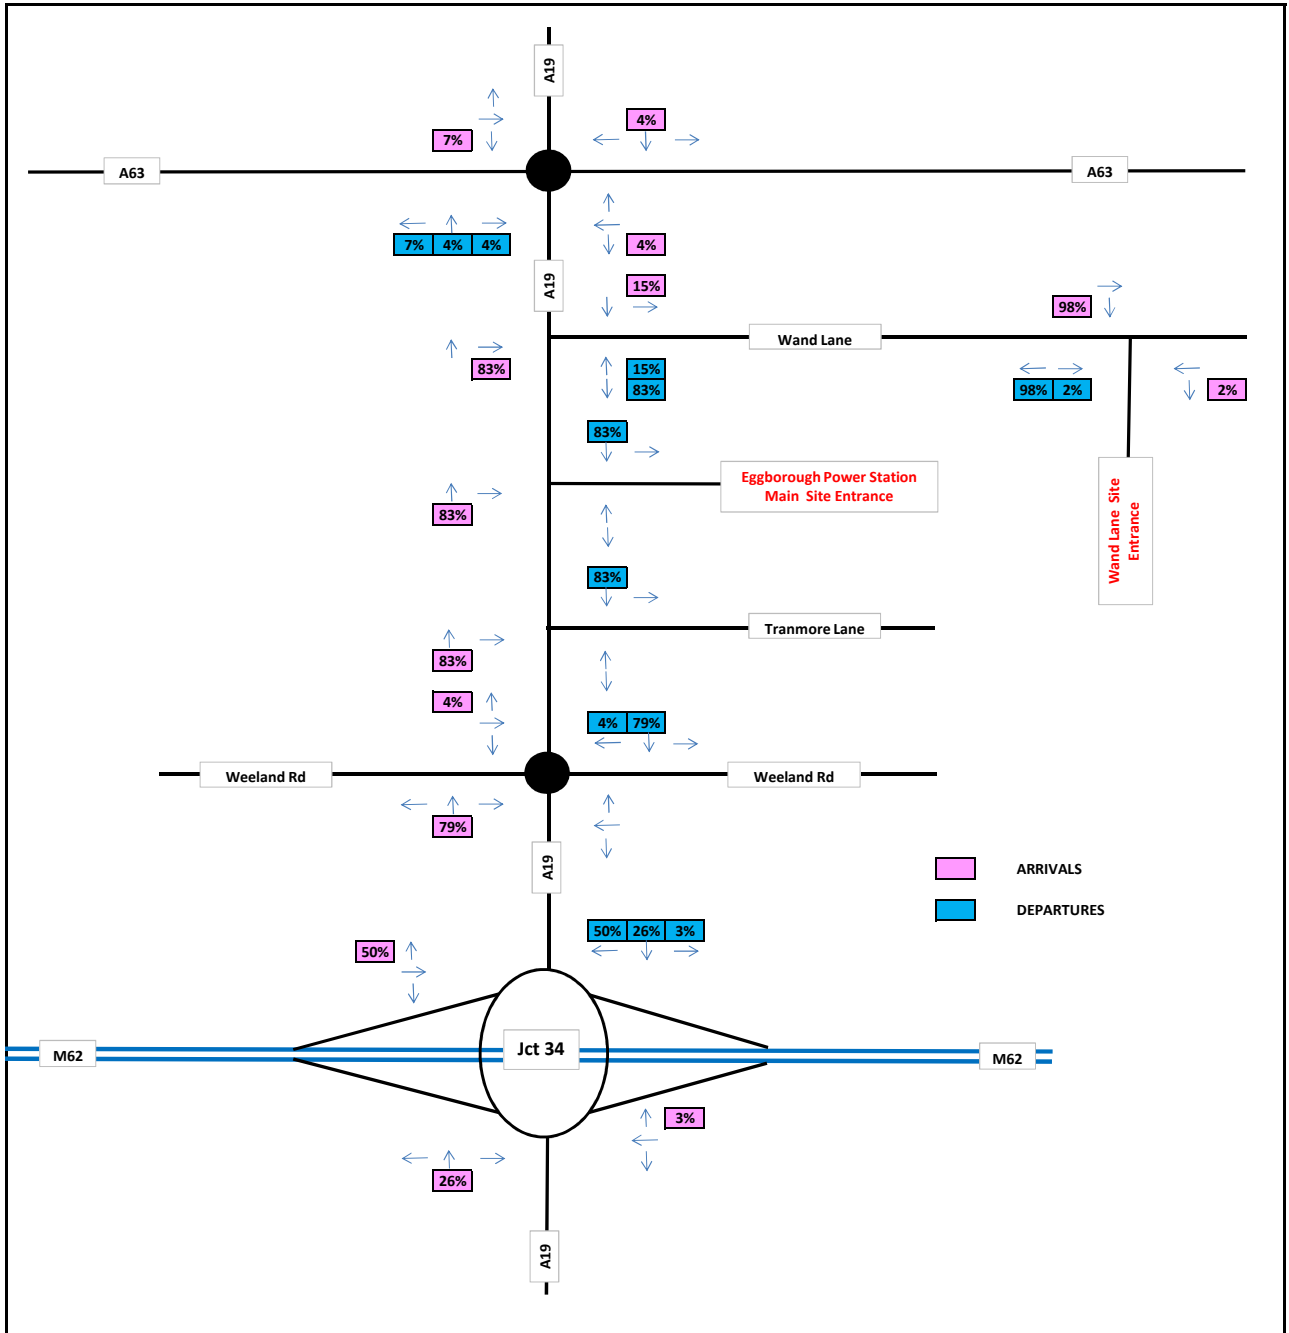 A19
4%
7%
A63
A63
7% 4% 4%
4%
A19
15%
98%
Wand Lane
83%
15%
83%
98% 2%
2%
83%
Eggborough Power Station
Main Site Entrance
83%
Wand Lane Site
Entrance
83%
Tranmore Lane
83%
4%
4% 79%
Weeland Rd
Weeland Rd
79%
A19
ARRIVALS
DEPARTURES
50% 26% 3%
50%
Jct 34
M62
M62
3%
26%
A19